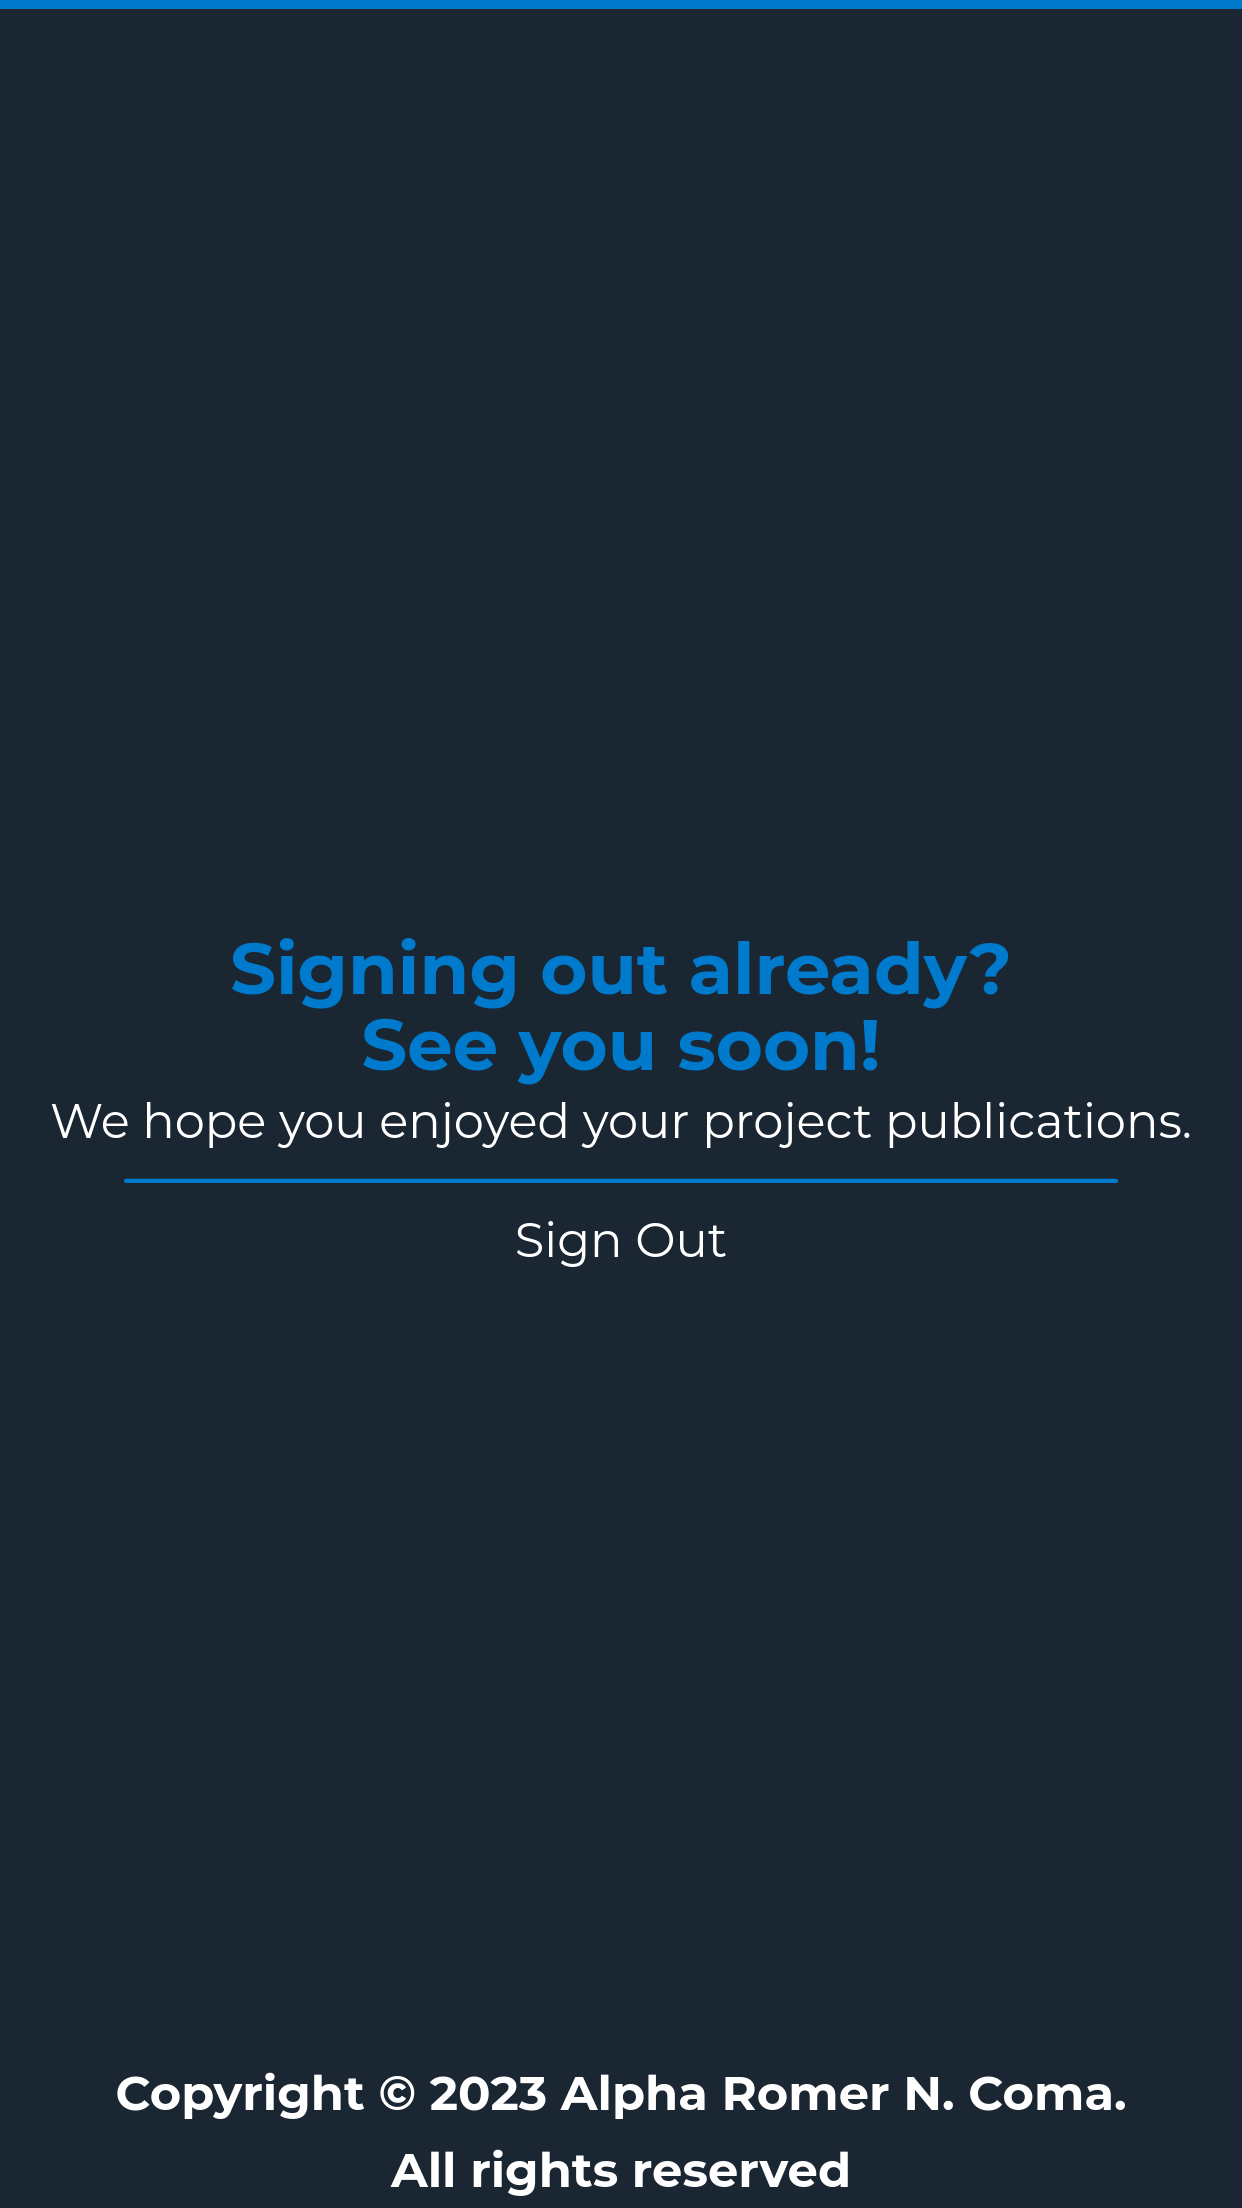 Signing out already?
See you soon!
We hope you enjoyed your project publications.
Sign Out
Copyright © 2023 Alpha Romer N. Coma.
All rights reserved